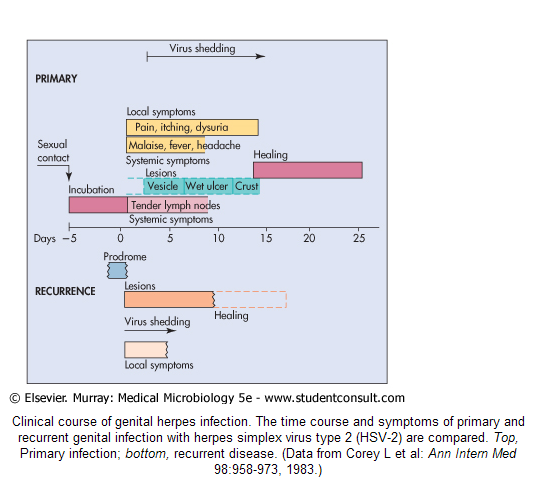 Virus shedding
PRIMARY
Local symptoms
Pain, itching, dysuria
Malaise, fever, headache
Systemic symptoms
Sexual
contact
Healing
Lesions
Vesicle Wet ulcer Crust
Incubation
Tender lymph nodes
Systemic symptoms
Days –5 0 5 10 15 20 25
Prodrome
RECURRENCE
Lesions
Healing
Virus shedding
Local symptoms
© Elsevier. Murray: Medical Microbiology 5e - www.studentconsult.com
Clinical course of genital herpes infection. The time course and symptoms of primary and
recurrent genital infection with herpes simplex virus type 2 (HSV-2) are compared. Top,
Primary infection; bottom, recurrent disease. (Data from Corey L et al: Ann Intern Med
98:958-973, 1983.)